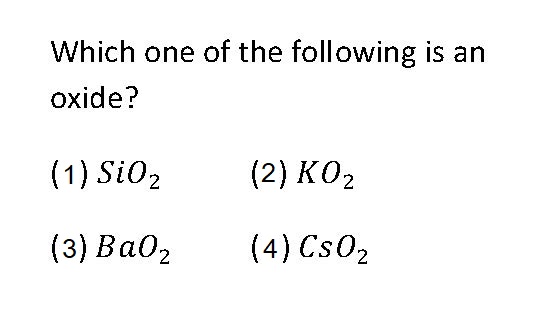 Which one of the following is an
oxide?
(1) SiO₂ (2) KO₂
(3) BaO₂ (4) CsO₂